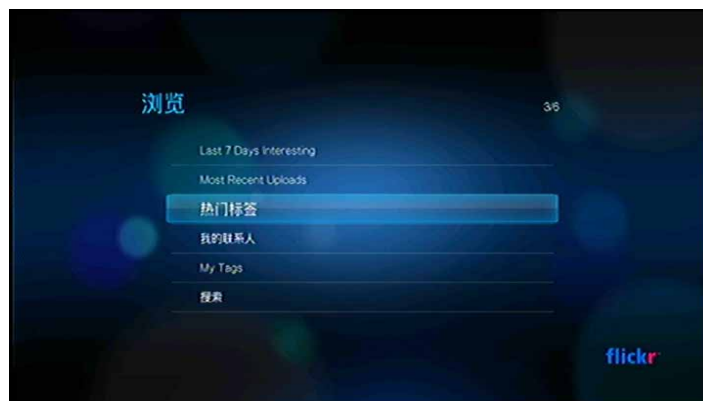 浏览
3/6
Last 7 Days Interesting
Most Recent Uploads
热门标签
我的联系人
My Tags
搜索
flickr